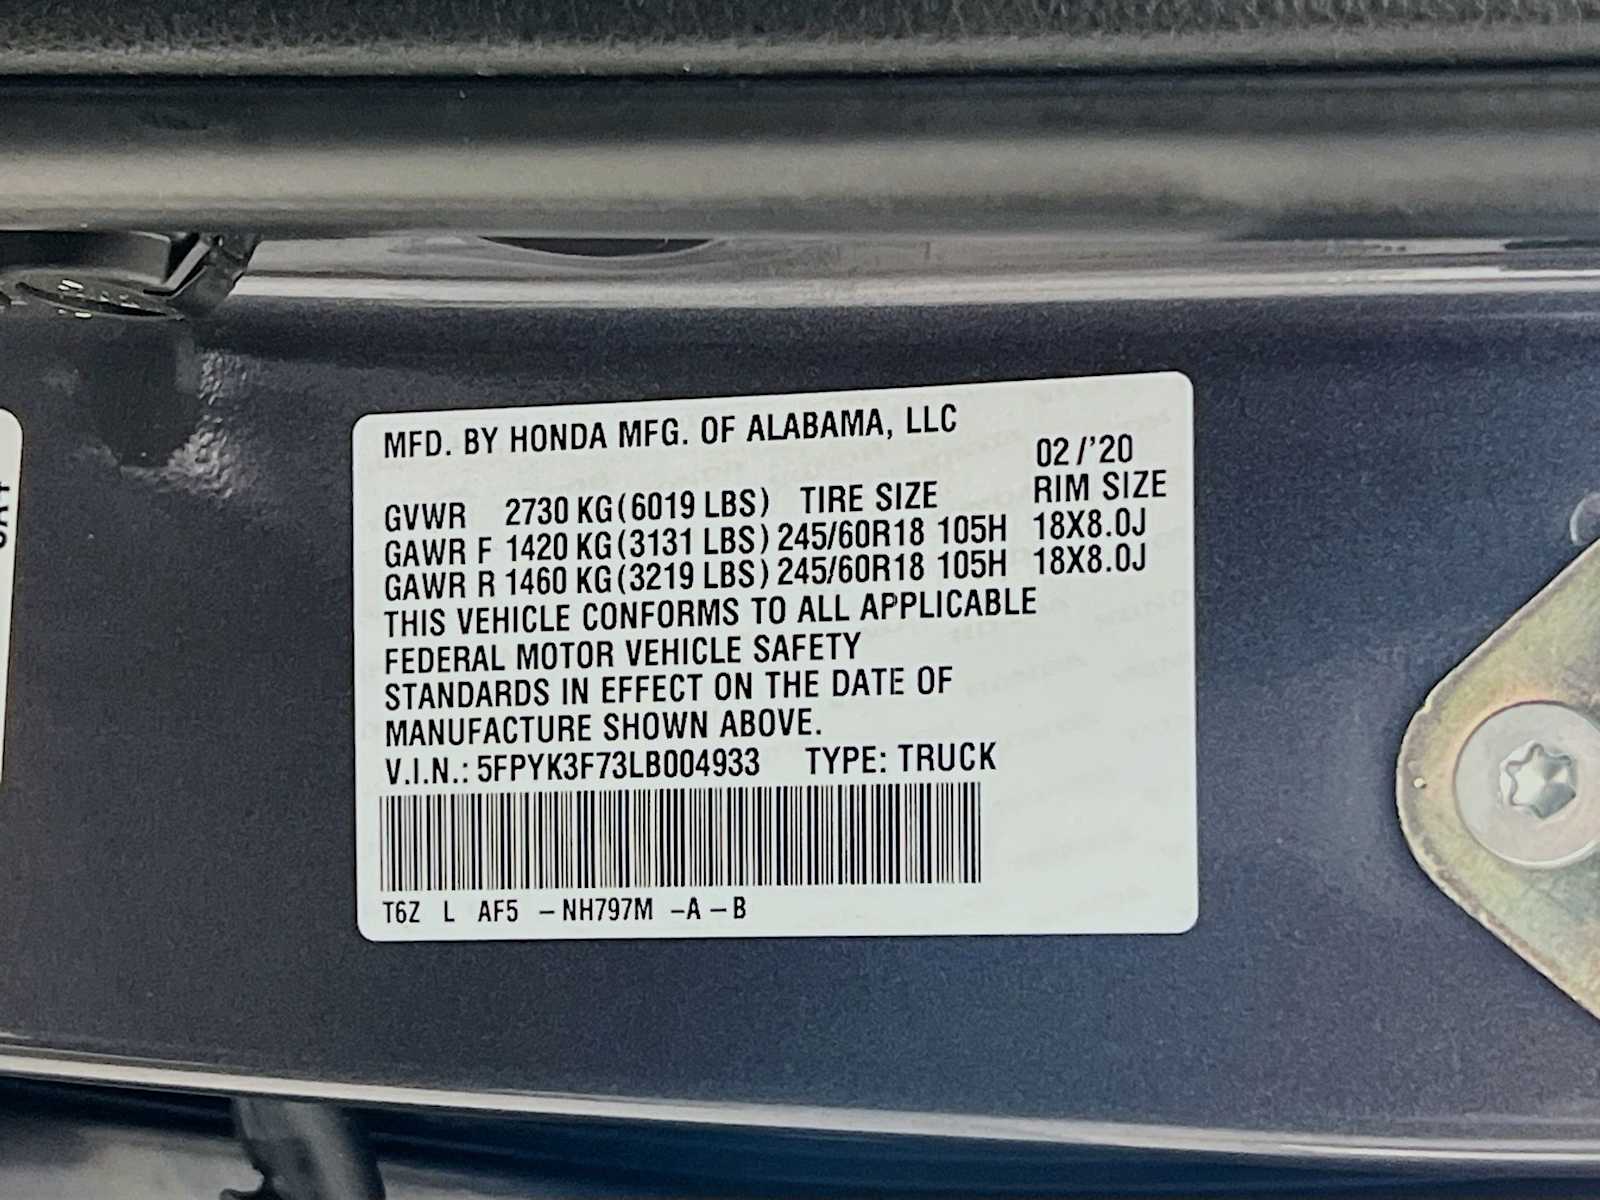 MFD. BY HONDA MFG. OF ALABAMA, LLC
02/'20
GVWR 2730 KG(6019 LBS) TIRE SIZE RIM SIZE
GAWR F 1420 KG(3131 LBS) 245/60R18 105H 18X8.0J
GAWR R 1460 KG(3219 LBS) 245/60R18 105H 18X8.0J
THIS VEHICLE CONFORMS TO ALL APPLICABLE
FEDERAL MOTOR VEHICLE SAFETY
STANDARDS IN EFFECT ON THE DATE OF
MANUFACTURE SHOWN ABOVE.
V.I.N.: 5FPYK3F73LB004933 TYPE: TRUCK
T6Z L AF5 -NH797M -A-B